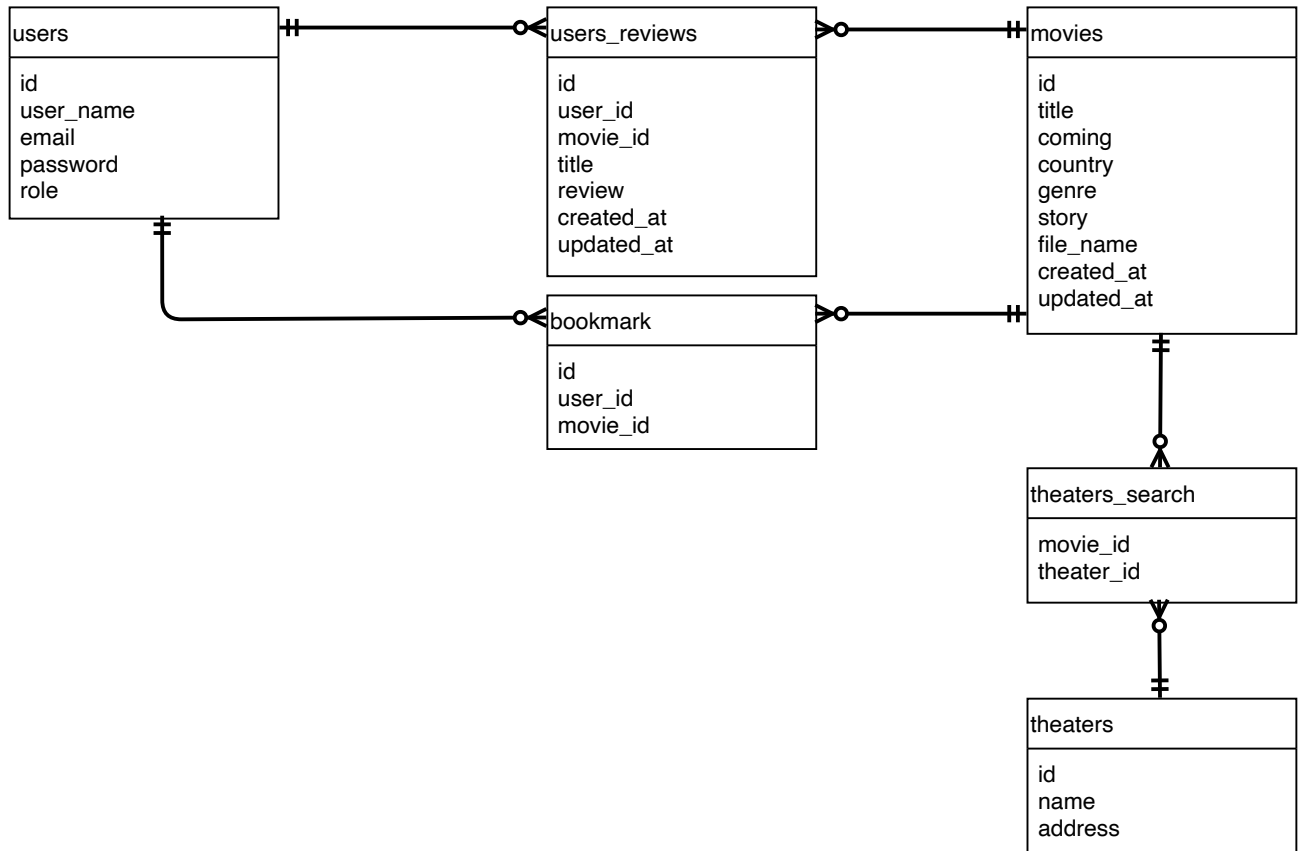 users
id
user_name
email
password
role
users_reviews
id
user_id
movie_id
title
review
created_at
updated_at
movies
id
title
coming
country
genre
story
file_name
created_at
updated_at
bookmark
id
user_id
movie_id
theaters_search
movie_id
theater_id
theaters
id
name
address